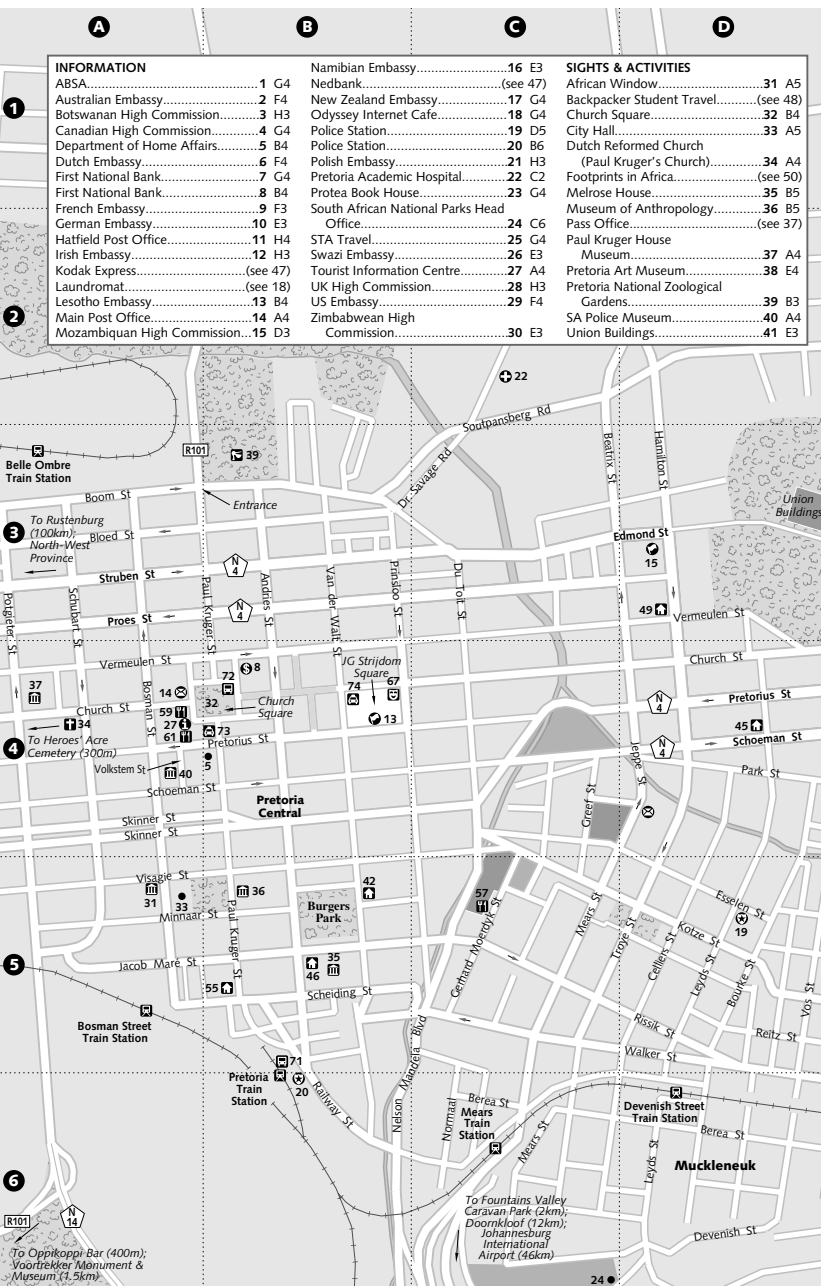 A
B
C
D
1
2
3
4
5
6
INFORMATION
ABSA 1 G4
Australian Embassy 2 F4
Botswanan High Commission 3 H3
Canadian High Commission 4 G4
Department of Home Affairs 5 B4
Dutch Embassy 6 F4
First National Bank 7 G4
First National Bank 8 B4
French Embassy 9 F3
German Embassy 10 E3
Hatfield Post Office 11 H4
Irish Embassy 12 H3
Kodak Express (see 47)
Laundromat (see 18)
Lesotho Embassy 13 B4
Main Post Office 14 A4
Mozambiquan High Commission 15 D3
Namibian Embassy 16 E3
Nedbank (see 47)
New Zealand Embassy 17 G4
Odyssey Internet Cafe 18 G4
Police Station 19 D5
Police Station 20 B6
Polish Embassy 21 H3
Pretoria Academic Hospital 22 C2
Protea Book House 23 G4
South African National Parks Head
Office 24 C6
STA Travel 25 G4
Swazi Embassy 26 E3
Tourist Information Centre 27 A4
UK High Commission 28 H3
US Embassy 29 F4
Zimbabwean High
Commission 30 E3
SIGHTS & ACTIVITIES
African Window 31 A5
Backpacker Student Travel (see 48)
Church Square 32 B4
City Hall 33 A5
Dutch Reformed Church
(Paul Kruger's Church) 34 A4
Footprints in Africa (see 50)
Melrose House 35 B5
Museum of Anthropology 36 B5
Pass Office (see 37)
Paul Kruger House
Museum 37 A4
Pretoria Art Museum 38 E4
Pretoria National Zoological
Gardens 39 B3
SA Police Museum 40 A4
Union Buildings 41 E3
22
Soutpansberg Rd
R101
39
Belle Ombre
Train Station
Dr Savage Rd
Beatrix St
Hamilton St
Boom St
Entrance
Union
Buildings
To Rustenburg
(100km);
North-West
Province
Bloed St
Edmond St
15
Struben St
N
4
Potgieter St
Schubart St
Paul Kruger St
Andries St
Van der Walt St
Prinsloo St
Du Toit St
N
4
Proes St
49
Vermeulen St
Vermeulen St
8
JG Strijdom
Square
Church St
37
14
72
74
67
N
4
Pretorius St
Church St
Bosman St
59
32
Church
Square
13
34
27
73
45
To Heroes' Acre
Cemetery (300m)
61
Pretorius St
N
4
Schoeman St
Volkstem St
5
Jeppe St
40
Park St
Schoeman St
Pretoria
Central
Greef St
Skinner St
Skinner St
Visagie St
42
31
33
36
Burgers
Park
57
Esselen St
19
Minnaar St
Paul Kruger St
Gerhard Moerdyk St
Mears St
Troye St
Kotze St
Celliers St
Leyds St
Bourke St
Vos St
Jacob Maré St
46
35
55
Scheiding St
Bosman Street
Train Station
Rissik St
Reitz St
Walker St
71
Nelson Mandela Blvd
Pretoria
Train
Station
20
Railway St
Normaal
Berea St
Mears
Train
Station
Devenish Street
Train Station
Mears St
Berea St
Leyds St
Muckleneuk
R101
N
14
To Fountains Valley
Caravan Park (2km);
Doornkloof (12km);
Johannesburg
International
Airport (46km)
Devenish St
To Oppikoppi Bar (400m);
Voortrekker Monument &
Museum (1.5km)
24